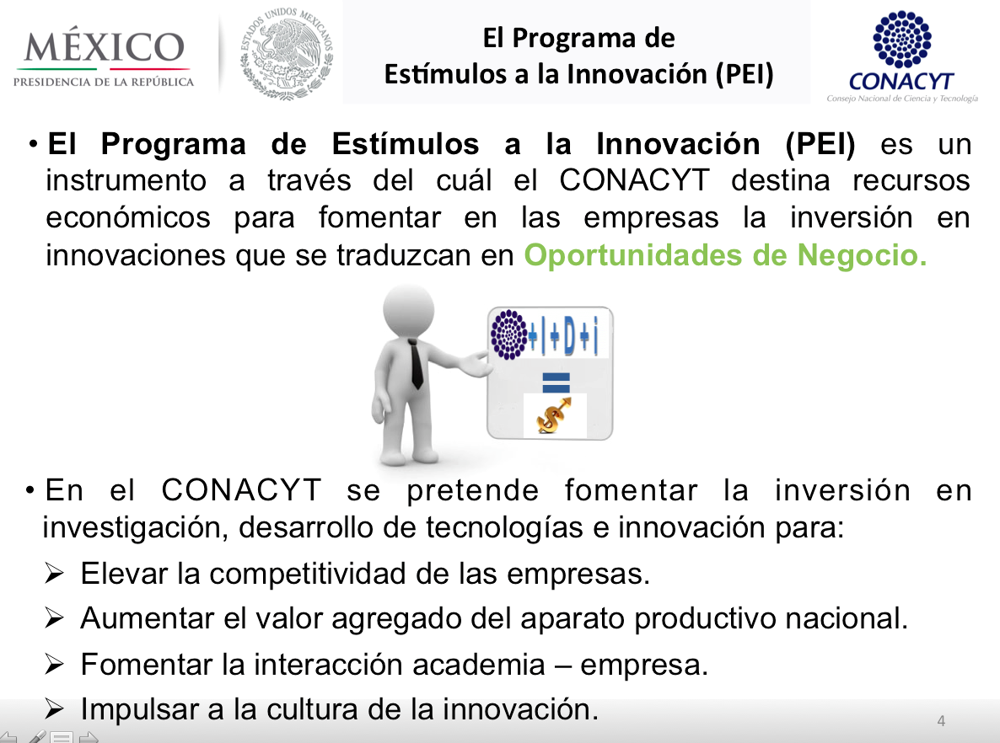 MÉXICO
PRESIDENCIA DE LA REPÚBLICA
ESTADOS UNIDOS MEXICANOS
El Programa de
Estímulos a la Innovación (PEI)
CONACYT
Consejo Nacional de Ciencia y Tecnología
• El Programa de Estímulos a la Innovación (PEI) es un
instrumento a través del cuál el CONACYT destina recursos
económicos para fomentar en las empresas la inversión en
innovaciones que se traduzcan en Oportunidades de Negocio.
+I+D+i
=
$
• En el CONACYT se pretende fomentar la inversión en
investigación, desarrollo de tecnologías e innovación para:
➢ Elevar la competitividad de las empresas.
➢ Aumentar el valor agregado del aparato productivo nacional.
➢ Fomentar la interacción academia – empresa.
➢ Impulsar a la cultura de la innovación.
4